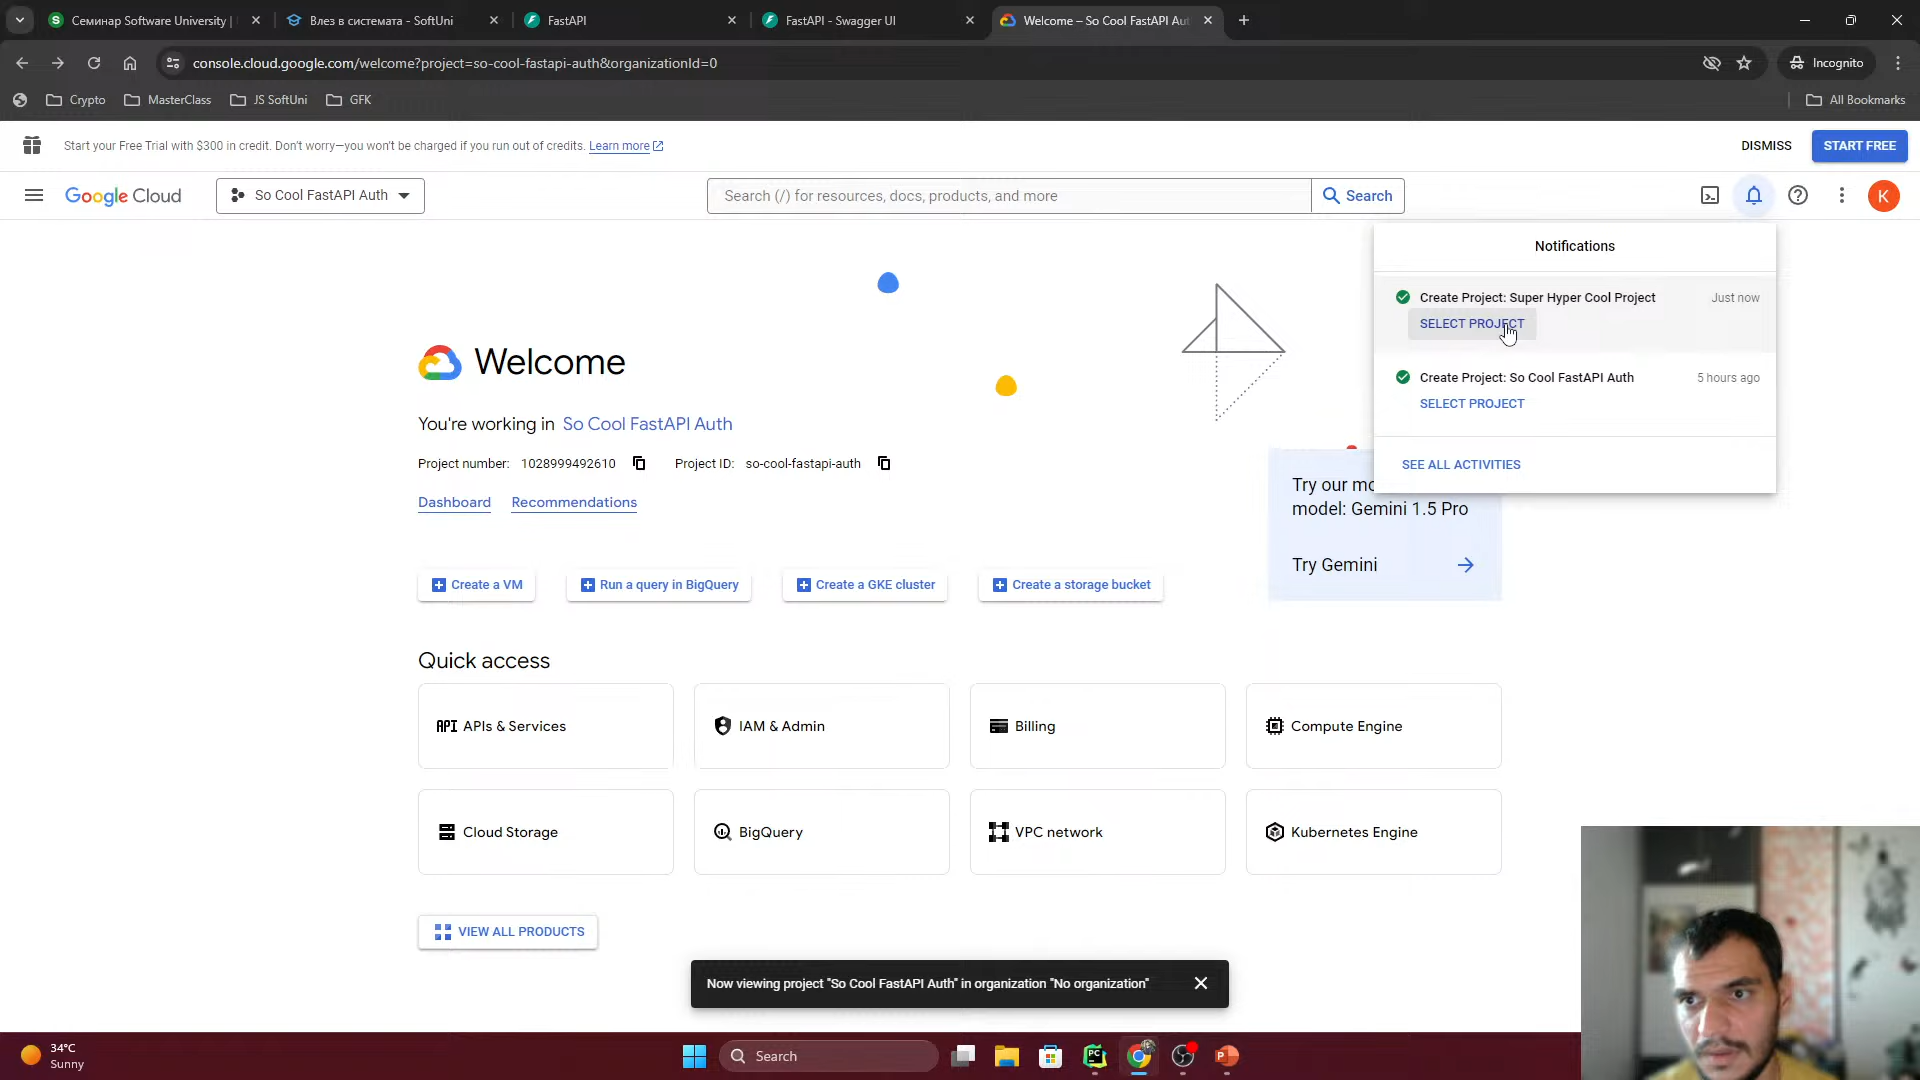 Семинар Software University |
Влез в системата - SoftUni
FastAPI
FastAPI - Swagger UI
Welcome – So Cool FastAPI Aut
console.cloud.google.com/welcome?project=so-cool-fastapi-auth&organizationId=0
Incognito
Crypto
MasterClass
JS SoftUni
GFK
All Bookmarks
Start your Free Trial with $300 in credit. Don't worry—you won't be charged if you run out of credits. Learn more
DISMISS
START FREE
Google Cloud
So Cool FastAPI Auth
Search (/) for resources, docs, products, and more
Search
K
Notifications
Create Project: Super Hyper Cool Project
Just now
SELECT PROJECT
Create Project: So Cool FastAPI Auth
5 hours ago
SELECT PROJECT
SEE ALL ACTIVITIES
Welcome
You're working in So Cool FastAPI Auth
Project number: 1028999492610
Project ID: so-cool-fastapi-auth
Dashboard
Recommendations
Try our mo
model: Gemini 1.5 Pro
Try Gemini
Create a VM
Run a query in BigQuery
Create a GKE cluster
Create a storage bucket
Quick access
API APIs & Services
IAM & Admin
Billing
Compute Engine
Cloud Storage
BigQuery
VPC network
Kubernetes Engine
VIEW ALL PRODUCTS
Now viewing project "So Cool FastAPI Auth" in organization "No organization"
34°C
Sunny
Search
PC
P